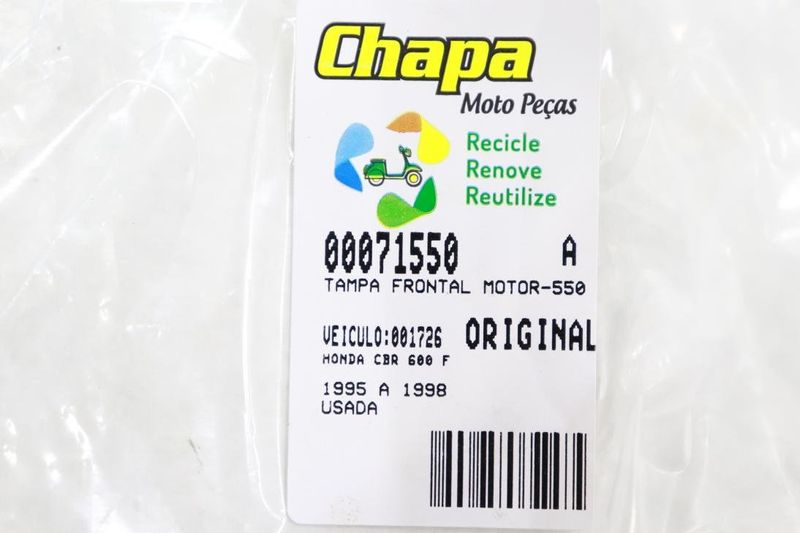 Chapa
Moto Peças
Recicle
Renove
Reutilize
00071550 A
TAMPA FRONTAL MOTOR-550
VEICULO:001726 ORIGINAL
HONDA CBR 600 F
1995 A 1998
USADA